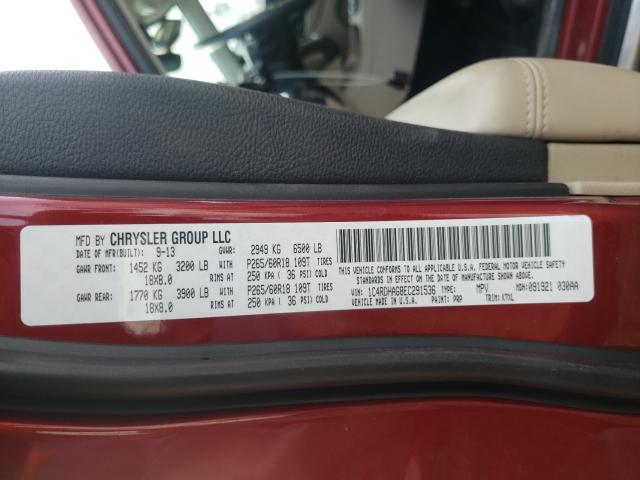 MFD BY CHRYSLER GROUP LLC
DATE OF MFR(BUILT): 9-13 GVWR: 2949 KG 6500 LB
GAWR FRONT: 1452 KG 3200 LB WITH P265/60R18 109T TIRES
18X8.0 RIMS AT 250 KPA ( 36 PSI) COLD
GAWR REAR: 1770 KG 3900 LB WITH P265/60R18 109T TIRES
18X8.0 RIMS AT 250 KPA ( 36 PSI) COLD
THIS VEHICLE CONFORMS TO ALL APPLICABLE U.S.A. FEDERAL MOTOR VEHICLE SAFETY
STANDARDS IN EFFECT ON THE DATE OF MANUFACTURE SHOWN ABOVE.
VIN: 1C4RDHAG8EC291536 TYPE: MPV MDH: 091921 030AA
MADE IN U.S.A. PAINT: PRP TRIM: K7XL